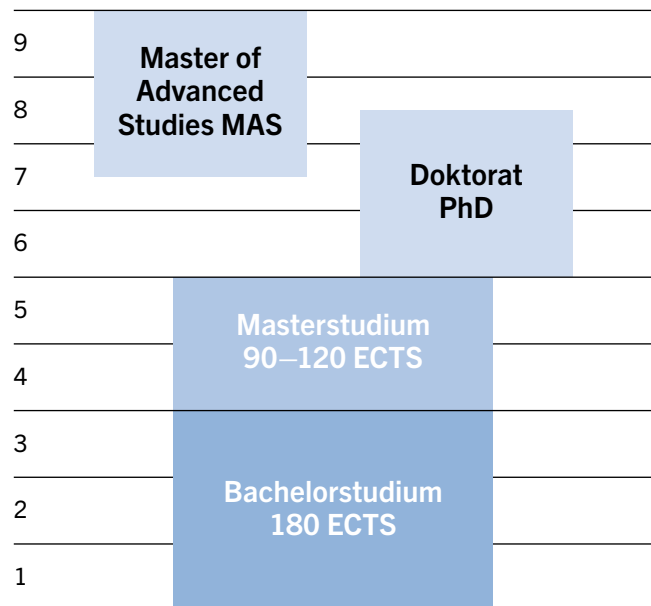 9
Master of
Advanced
Studies MAS
8
7
Doktorat
PhD
6
5
Masterstudium
90–120 ECTS
4
3
Bachelorstudium
180 ECTS
2
1